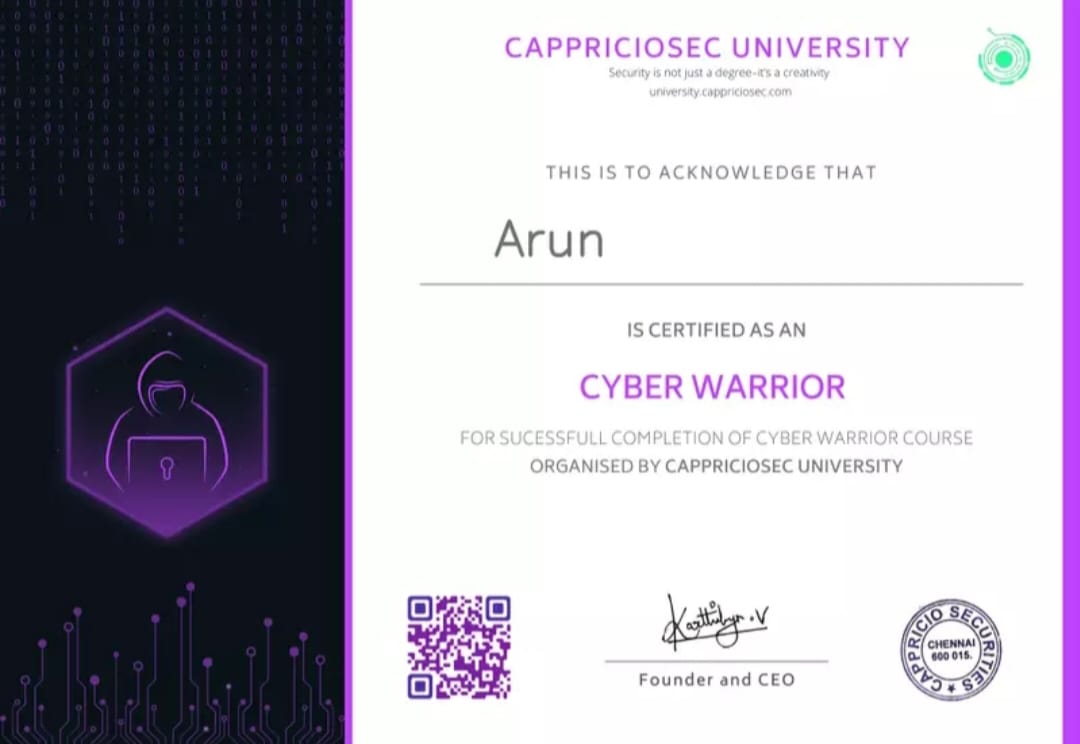 CAPPRICIOSEC UNIVERSITY
Security is not just a degree-it's a creativity
university.cappriciosec.com
THIS IS TO ACKNOWLEDGE THAT
Arun
IS CERTIFIED AS AN
CYBER WARRIOR
FOR SUCESSFULL COMPLETION OF CYBER WARRIOR COURSE
ORGANISED BY CAPPRICIOSEC UNIVERSITY
Founder and CEO
CAPPRICIO SECURITIES ★
CHENNAI
600 015.